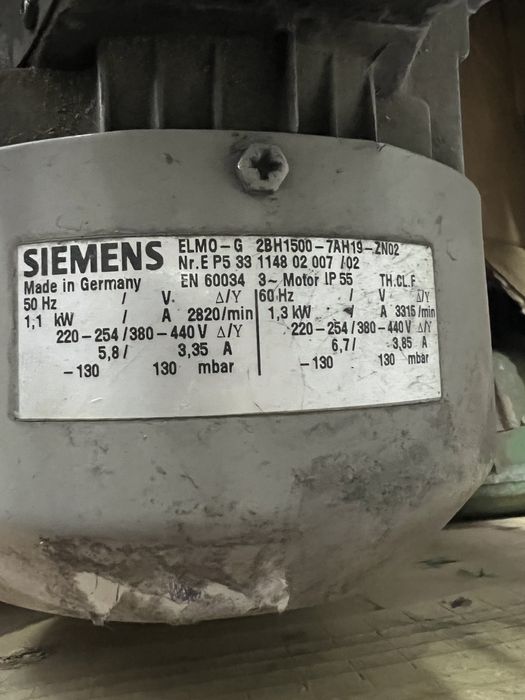 SIEMENS ELMO-G 2BH1500-7AH19-ZN02
Nr.E P5 33 1148 02 007 /02
Made in Germany EN 60034 3~ Motor IP 55 TH.CL.F
50 Hz / V. Δ/Y 60 Hz / V. Δ/Y
1,1 kW / A 2820/min 1,3 kW / A 3315/min
220-254/380-440 V Δ/Y 220-254/380-440 V Δ/Y
5,8/ 3,35 A 6,7/ 3,85 A
-130 130 mbar -130 130 mbar